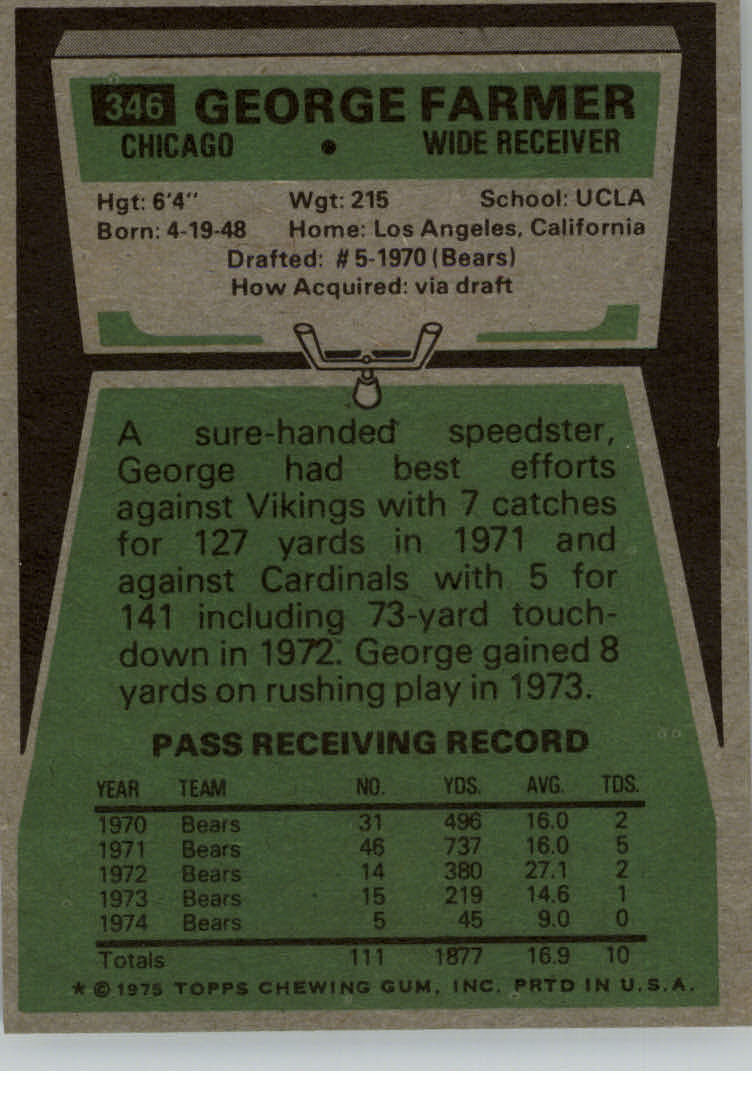 346 GEORGE FARMER
CHICAGO • WIDE RECEIVER
Hgt: 6'4" Wgt: 215 School: UCLA
Born: 4-19-48 Home: Los Angeles, California
Drafted: #5-1970 (Bears)
How Acquired: via draft
A sure-handed speedster,
George had best efforts
against Vikings with 7 catches
for 127 yards in 1971 and
against Cardinals with 5 for
141 including 73-yard touch-
down in 1972. George gained 8
yards on rushing play in 1973.
PASS RECEIVING RECORD
YEAR TEAM NO. YDS. AVG. TDS.
1970 Bears 31 496 16.0 2
1971 Bears 46 737 16.0 5
1972 Bears 14 380 27.1 2
1973 Bears 15 219 14.6 1
1974 Bears 5 45 9.0 0
Totals 111 1877 16.9 10
* © 1975 TOPPS CHEWING GUM, INC. PRTD IN U.S.A.